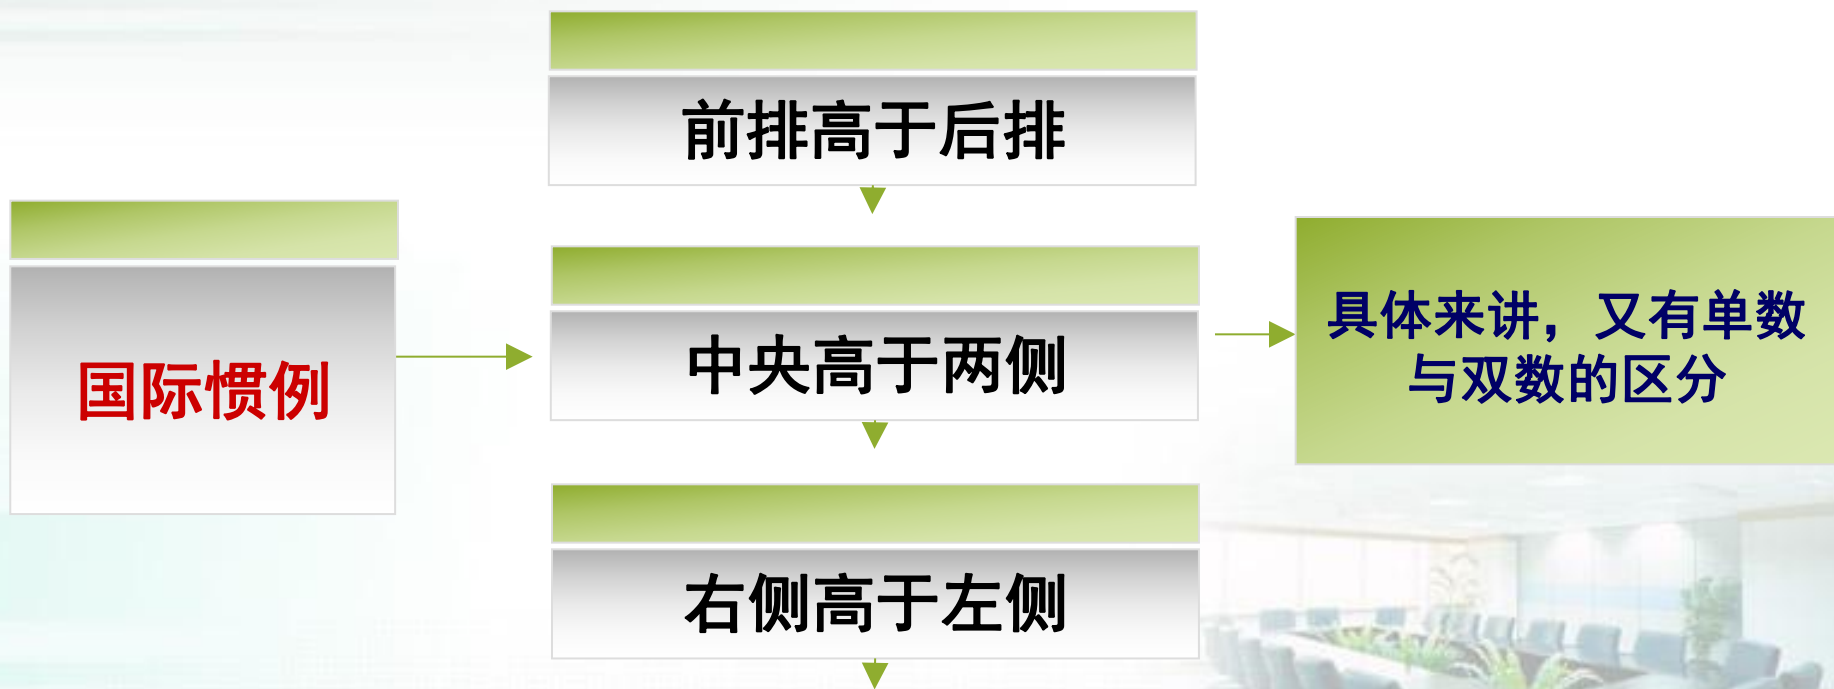 前排高于后排
国际惯例
中央高于两侧
右侧高于左侧
具体来讲，又有单数
与双数的区分